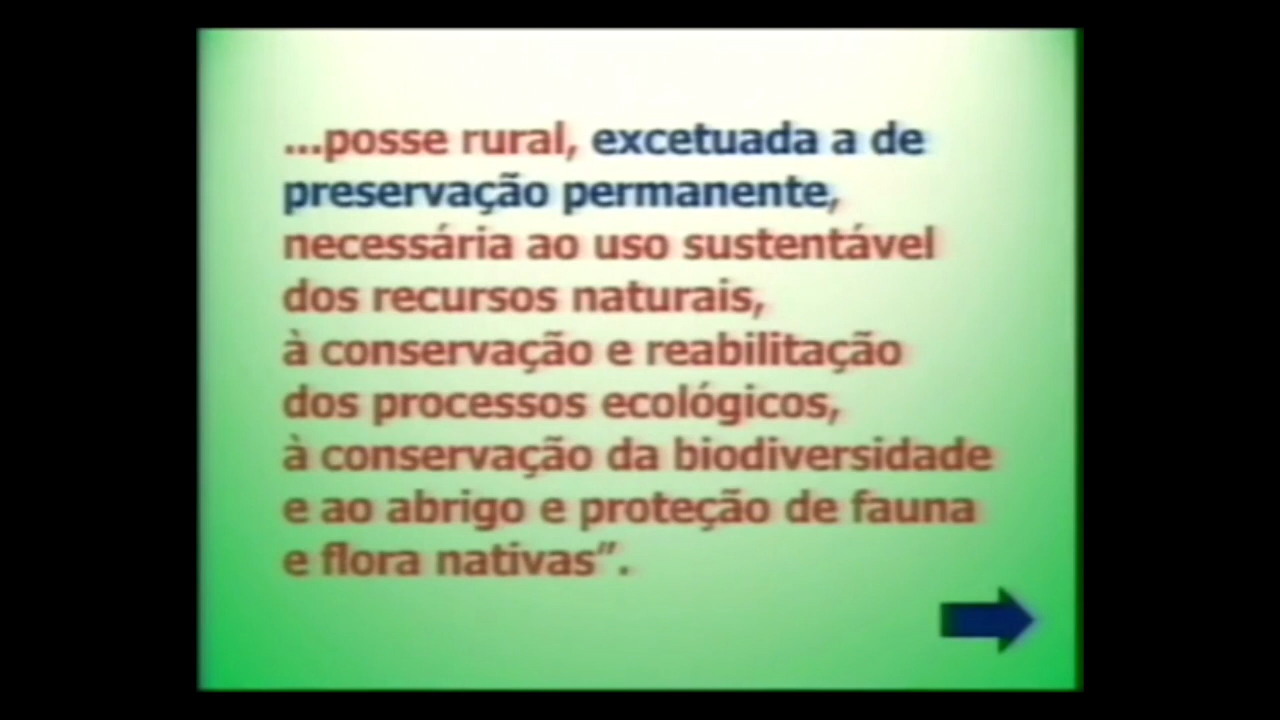 ...posse rural, excetuada a de
preservação permanente,
necessária ao uso sustentável
dos recursos naturais,
à conservação e reabilitação
dos processos ecológicos,
à conservação da biodiversidade
e ao abrigo e proteção de fauna
e flora nativas”.